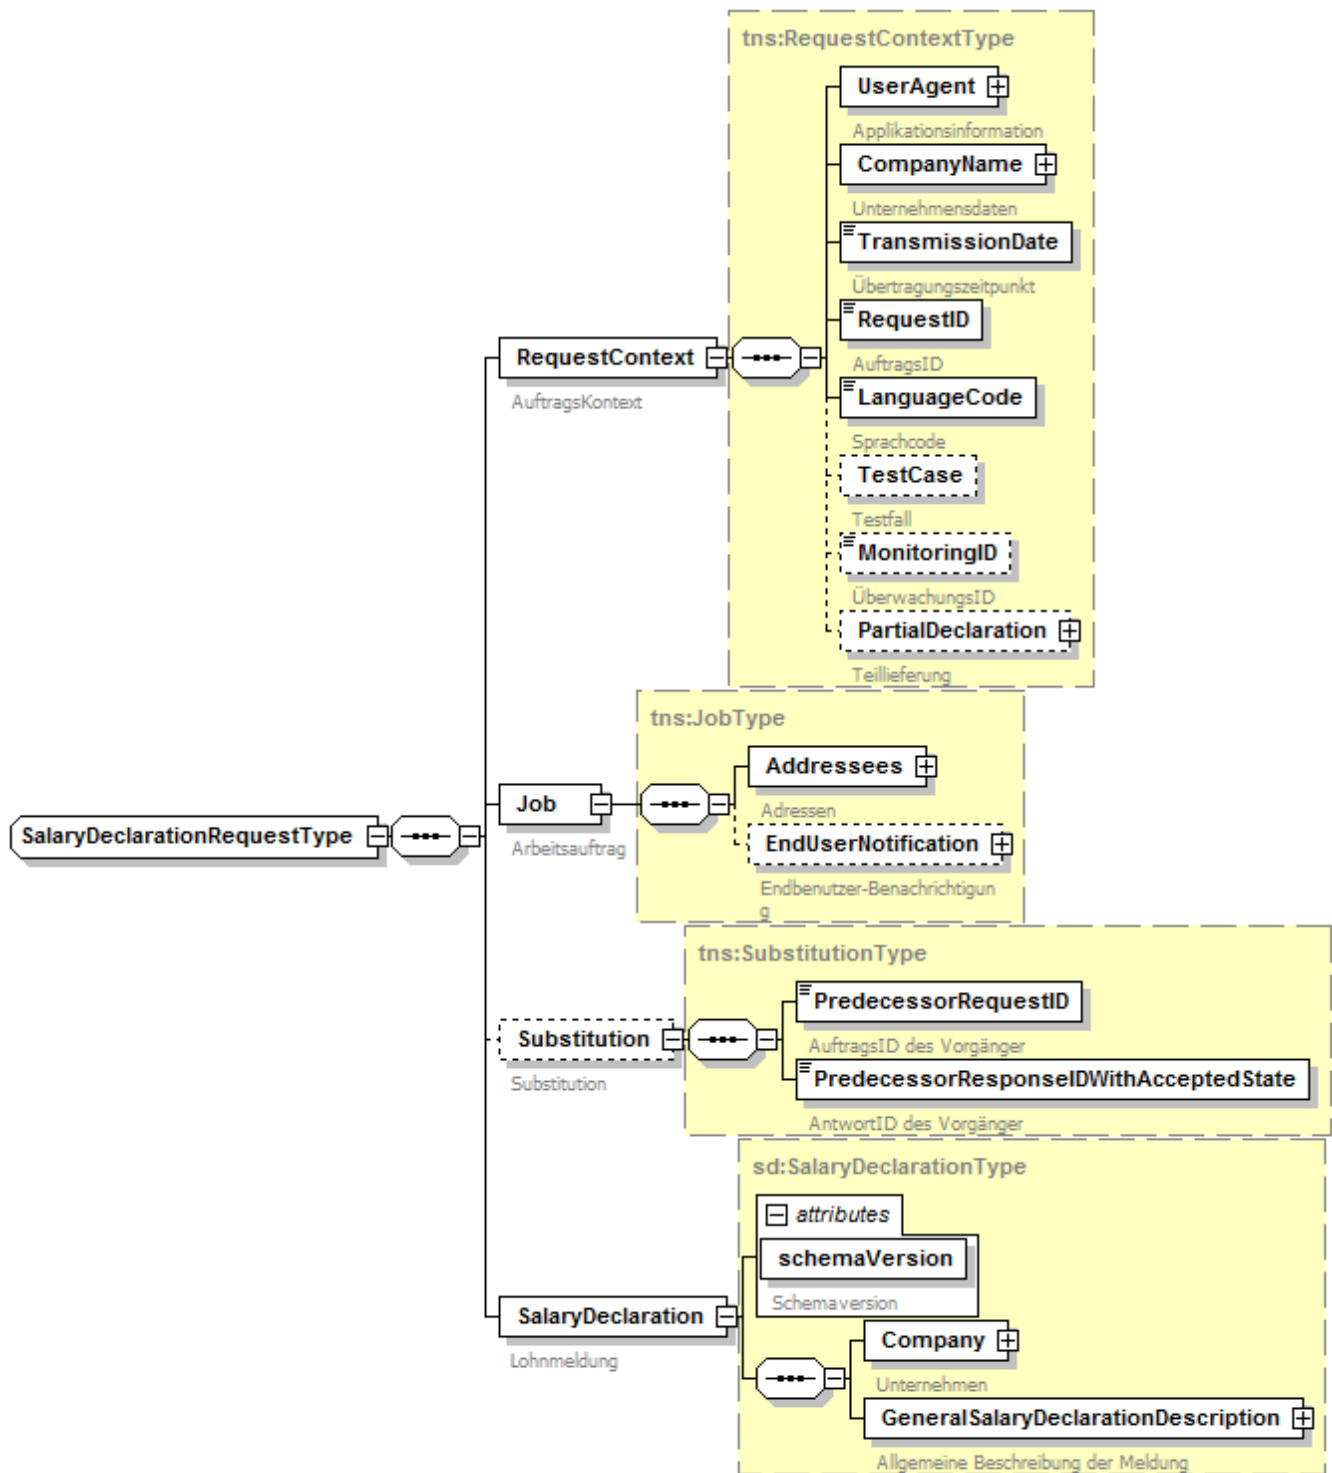 tns:RequestContextType
UserAgent
Applikationsinformation
CompanyName
Unternehmensdaten
TransmissionDate
Übertragungszeitpunkt
RequestID
AuftragsID
LanguageCode
Sprachcode
TestCase
Testfall
MonitoringID
ÜberwachungsID
PartialDeclaration
Teillieferung
RequestContext
AuftragsKontext
tns:JobType
Addressees
Adressen
EndUserNotification
Endbenutzer-Benachrichtigun
g
Job
Arbeitsauftrag
SalaryDeclarationRequestType
tns:SubstitutionType
PredecessorRequestID
AuftragsID des Vorgänger
PredecessorResponseIDWithAcceptedState
AntwortID des Vorgänger
Substitution
Substitution
sd:SalaryDeclarationType
attributes
schemaVersion
Schemaversion
SalaryDeclaration
Lohnmeldung
Company
Unternehmen
GeneralSalaryDeclarationDescription
Allgemeine Beschreibung der Meldung